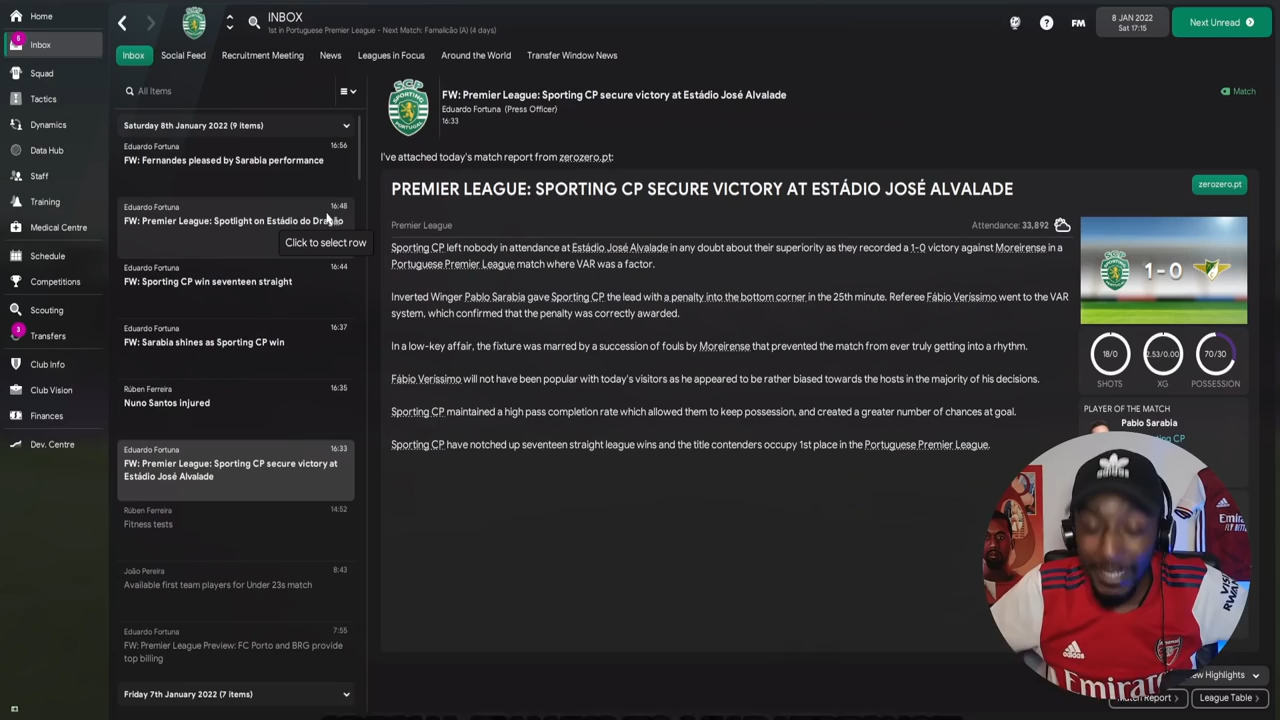 Home
6
Inbox
Squad
Tactics
Dynamics
Data Hub
Staff
Training
Medical Centre
Schedule
Competitions
Scouting
3
Transfers
Club Info
Club Vision
Finances
Dev. Centre
INBOX
1st in Portuguese Premier League - Next Match: Famalicão (A) (4 days)
FM
8 JAN 2022
Sat 17:15
Next Unread
Inbox
Social Feed
Recruitment Meeting
News
Leagues in Focus
Around the World
Transfer Window News
All Items
Saturday 8th January 2022 (9 items)
Eduardo Fortuna 16:56
FW: Fernandes pleased by Sarabia performance
Eduardo Fortuna 16:48
FW: Premier League: Spotlight on Estádio do Dragão
Click to select row
Eduardo Fortuna 16:44
FW: Sporting CP win seventeen straight
Eduardo Fortuna 16:37
FW: Sarabia shines as Sporting CP win
Rúben Ferreira 16:35
Nuno Santos injured
Eduardo Fortuna 16:33
FW: Premier League: Sporting CP secure victory at
Estádio José Alvalade
Rúben Ferreira 14:52
Fitness tests
João Pereira 8:43
Available first team players for Under 23s match
Eduardo Fortuna 7:55
FW: Premier League Preview: FC Porto and BRG provide
top billing
Friday 7th January 2022 (7 items)
SCP
SPORTING
PORTUGAL
FW: Premier League: Sporting CP secure victory at Estádio José Alvalade
Eduardo Fortuna (Press Officer)
16:33
Match
I've attached today's match report from zerozero.pt:
PREMIER LEAGUE: SPORTING CP SECURE VICTORY AT ESTÁDIO JOSÉ ALVALADE
zerozero.pt
Premier League
Attendance: 33,892
Sporting CP left nobody in attendance at Estádio José Alvalade in any doubt about their superiority as they recorded a 1-0 victory against Moreirense in a
Portuguese Premier League match where VAR was a factor.
Inverted Winger Pablo Sarabia gave Sporting CP the lead with a penalty into the bottom corner in the 25th minute. Referee Fábio Veríssimo went to the VAR
system, which confirmed that the penalty was correctly awarded.
In a low-key affair, the fixture was marred by a succession of fouls by Moreirense that prevented the match from ever truly getting into a rhythm.
Fábio Veríssimo will not have been popular with today's visitors as he appeared to be rather biased towards the hosts in the majority of his decisions.
Sporting CP maintained a high pass completion rate which allowed them to keep possession, and created a greater number of chances at goal.
Sporting CP have notched up seventeen straight league wins and the title contenders occupy 1st place in the Portuguese Premier League.
1-0
18/0
2.53/0.00
70/30
SHOTS
XG
POSSESSION
PLAYER OF THE MATCH
Pablo Sarabia
CP
Highlights
Report
League Table
adidas
Arsenal
Emirates